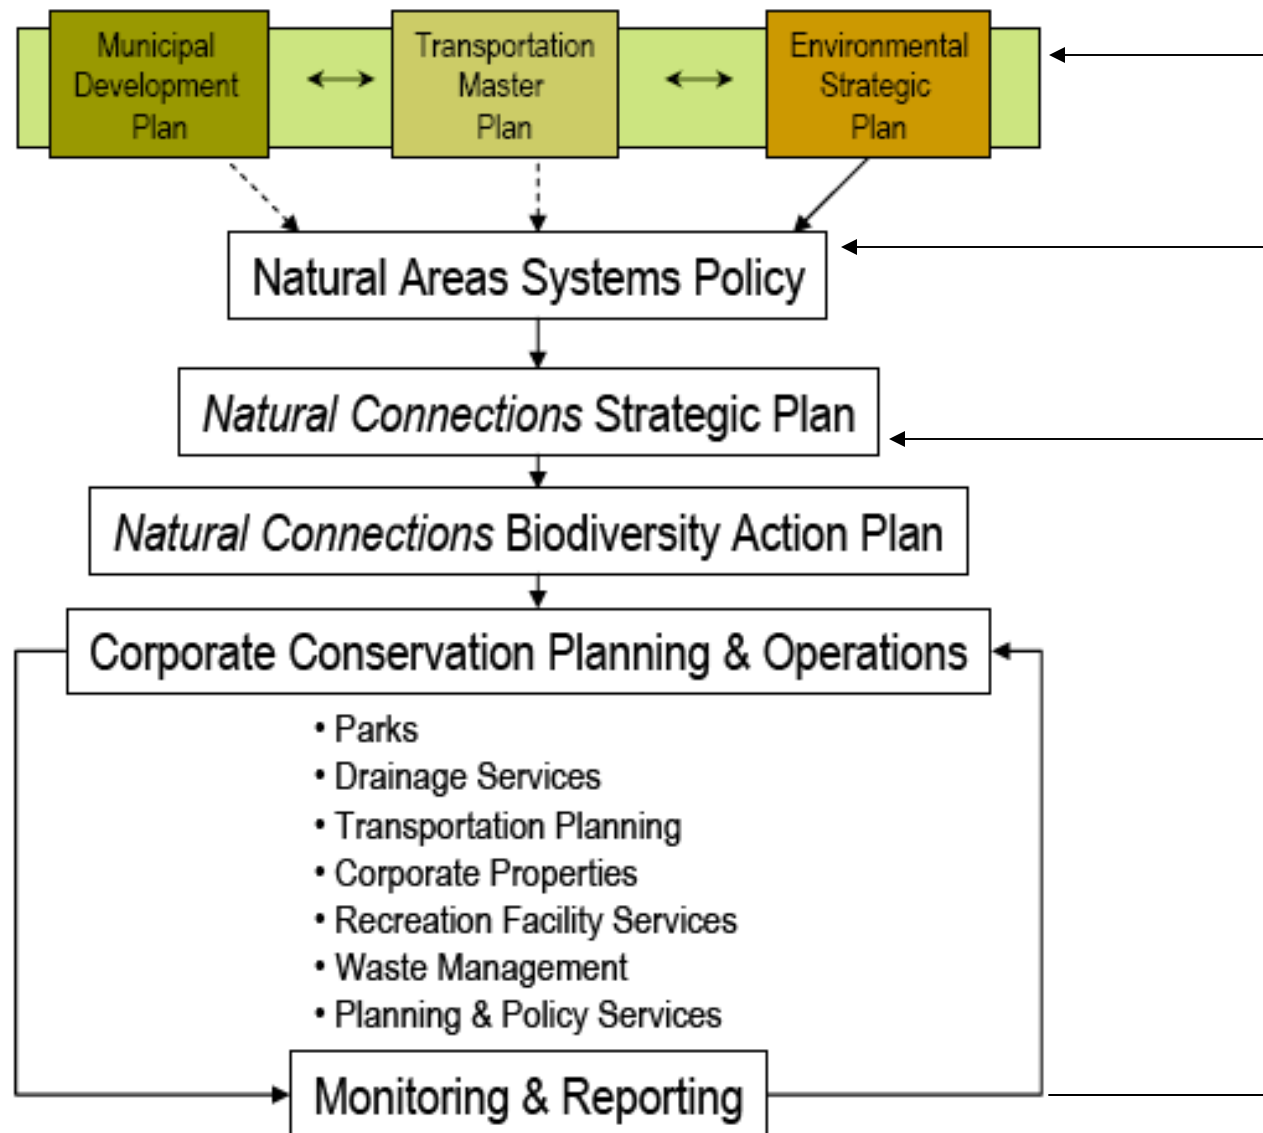 Municipal
Development
Plan
Transportation
Master
Plan
Environmental
Strategic
Plan
Natural Areas Systems Policy
Natural Connections Strategic Plan
Natural Connections Biodiversity Action Plan
Corporate Conservation Planning & Operations
• Parks
• Drainage Services
• Transportation Planning
• Corporate Properties
• Recreation Facility Services
• Waste Management
• Planning & Policy Services
Monitoring & Reporting